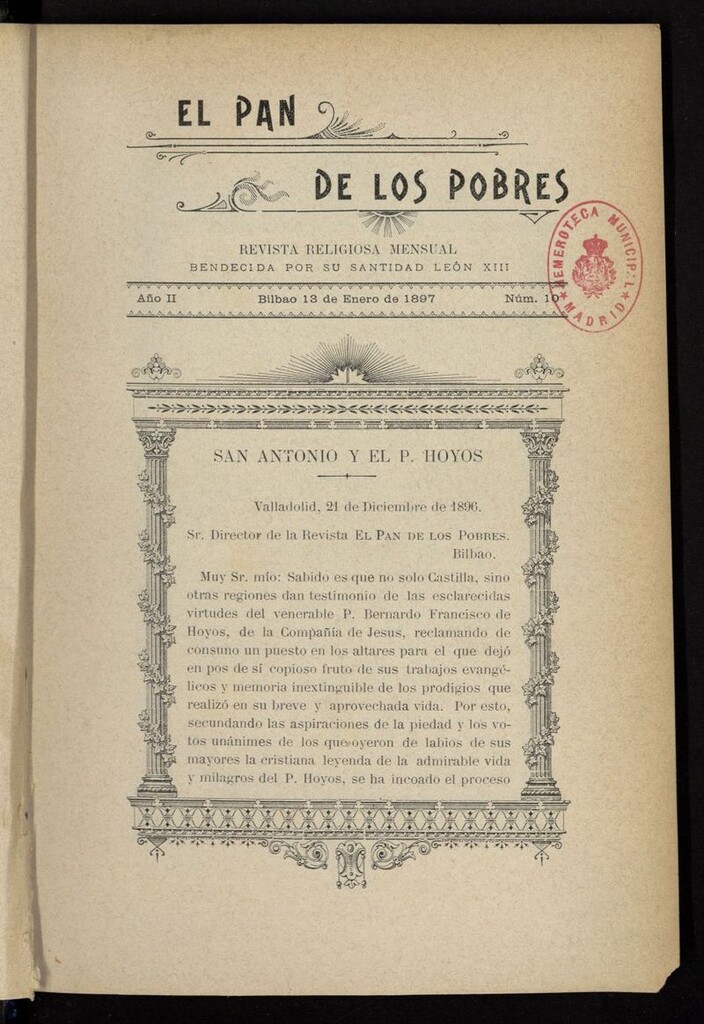 EL PAN
DE LOS POBRES
REVISTA RELIGIOSA MENSUAL
BENDECIDA POR SU SANTIDAD LEÓN XIII
Año II Bilbao 13 de Enero de 1897 Núm. 10
HEMEROTECA MUNICIPAL
MADRID
SAN ANTONIO Y EL P. HOYOS
Valladolid, 21 de Diciembre de 1896.
Sr. Director de la Revista EL PAN DE LOS POBRES.
Bilbao.
Muy Sr. mío: Sabido es que no solo Castilla, sino
otras regiones dan testimonio de las esclarecidas
virtudes del venerable P. Bernardo Francisco de
Hoyos, de la Compañía de Jesus, reclamando de
consuno un puesto en los altares para el que dejó
en pos de sí copioso fruto de sus trabajos evangé-
licos y memoria inextinguible de los prodigios que
realizó en su breve y aprovechada vida. Por esto,
secundando las aspiraciones de la piedad y los vo-
tos unánimes de los que oyeron de labios de sus
mayores la cristiana leyenda de la admirable vida
y milagros del P. Hoyos, se ha incoado el proceso